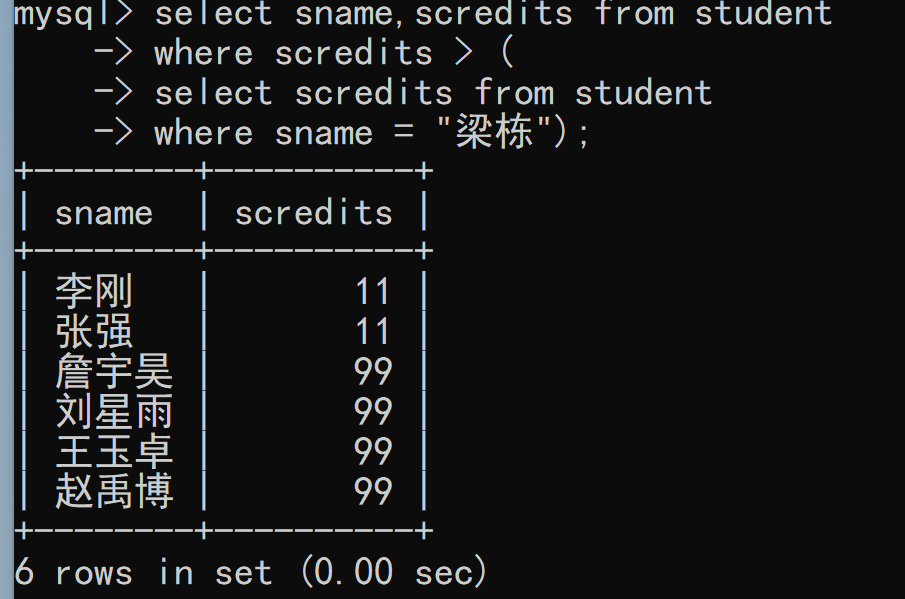 mysql> select sname,scredits from student
    -> where scredits > (
    -> select scredits from student
    -> where sname = "梁栋");
+--------+----------+
| sname  | scredits |
+--------+----------+
| 李刚   |       11 |
| 张强   |       11 |
| 詹宇昊 |       99 |
| 刘星雨 |       99 |
| 王玉卓 |       99 |
| 赵禹博 |       99 |
+--------+----------+
6 rows in set (0.00 sec)